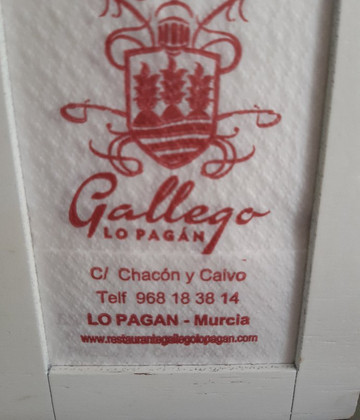 Gallego
LO PAGÁN
C/ Chacón y Calvo
Telf 968 18 38 14
LO PAGAN - Murcia
www.restaurantegallegolopagan.com